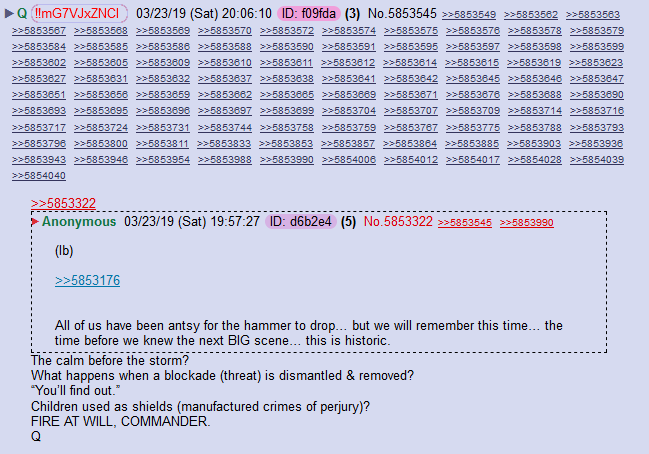 ▶ Q !!mG7VJxZNCI 03/23/19 (Sat) 20:06:10 ID: f09fda (3) No.5853545 >>5853549 >>5853562 >>5853563
>>5853567 >>5853568 >>5853569 >>5853570 >>5853572 >>5853574 >>5853575 >>5853576 >>5853578 >>5853579
>>5853584 >>5853585 >>5853586 >>5853588 >>5853590 >>5853591 >>5853595 >>5853597 >>5853598 >>5853599
>>5853602 >>5853605 >>5853609 >>5853610 >>5853611 >>5853612 >>5853614 >>5853615 >>5853619 >>5853623
>>5853627 >>5853631 >>5853632 >>5853637 >>5853638 >>5853641 >>5853642 >>5853645 >>5853646 >>5853647
>>5853651 >>5853656 >>5853659 >>5853662 >>5853665 >>5853669 >>5853671 >>5853676 >>5853688 >>5853690
>>5853693 >>5853695 >>5853696 >>5853697 >>5853699 >>5853704 >>5853707 >>5853709 >>5853714 >>5853716
>>5853717 >>5853724 >>5853731 >>5853744 >>5853758 >>5853759 >>5853767 >>5853775 >>5853788 >>5853793
>>5853796 >>5853800 >>5853811 >>5853833 >>5853853 >>5853857 >>5853864 >>5853885 >>5853903 >>5853936
>>5853943 >>5853946 >>5853954 >>5853988 >>5853990 >>5854006 >>5854012 >>5854017 >>5854028 >>5854039
>>5854040
>>5853322
▶ Anonymous 03/23/19 (Sat) 19:57:27 ID: d6b2e4 (5) No.5853322 >>5853545 >>5853990
(lb)
>>5853176
All of us have been antsy for the hammer to drop... but we will remember this time... the
time before we knew the next BIG scene... this is historic.
The calm before the storm?
What happens when a blockade (threat) is dismantled & removed?
“You’ll find out.”
Children used as shields (manufactured crimes of perjury)?
FIRE AT WILL, COMMANDER.
Q